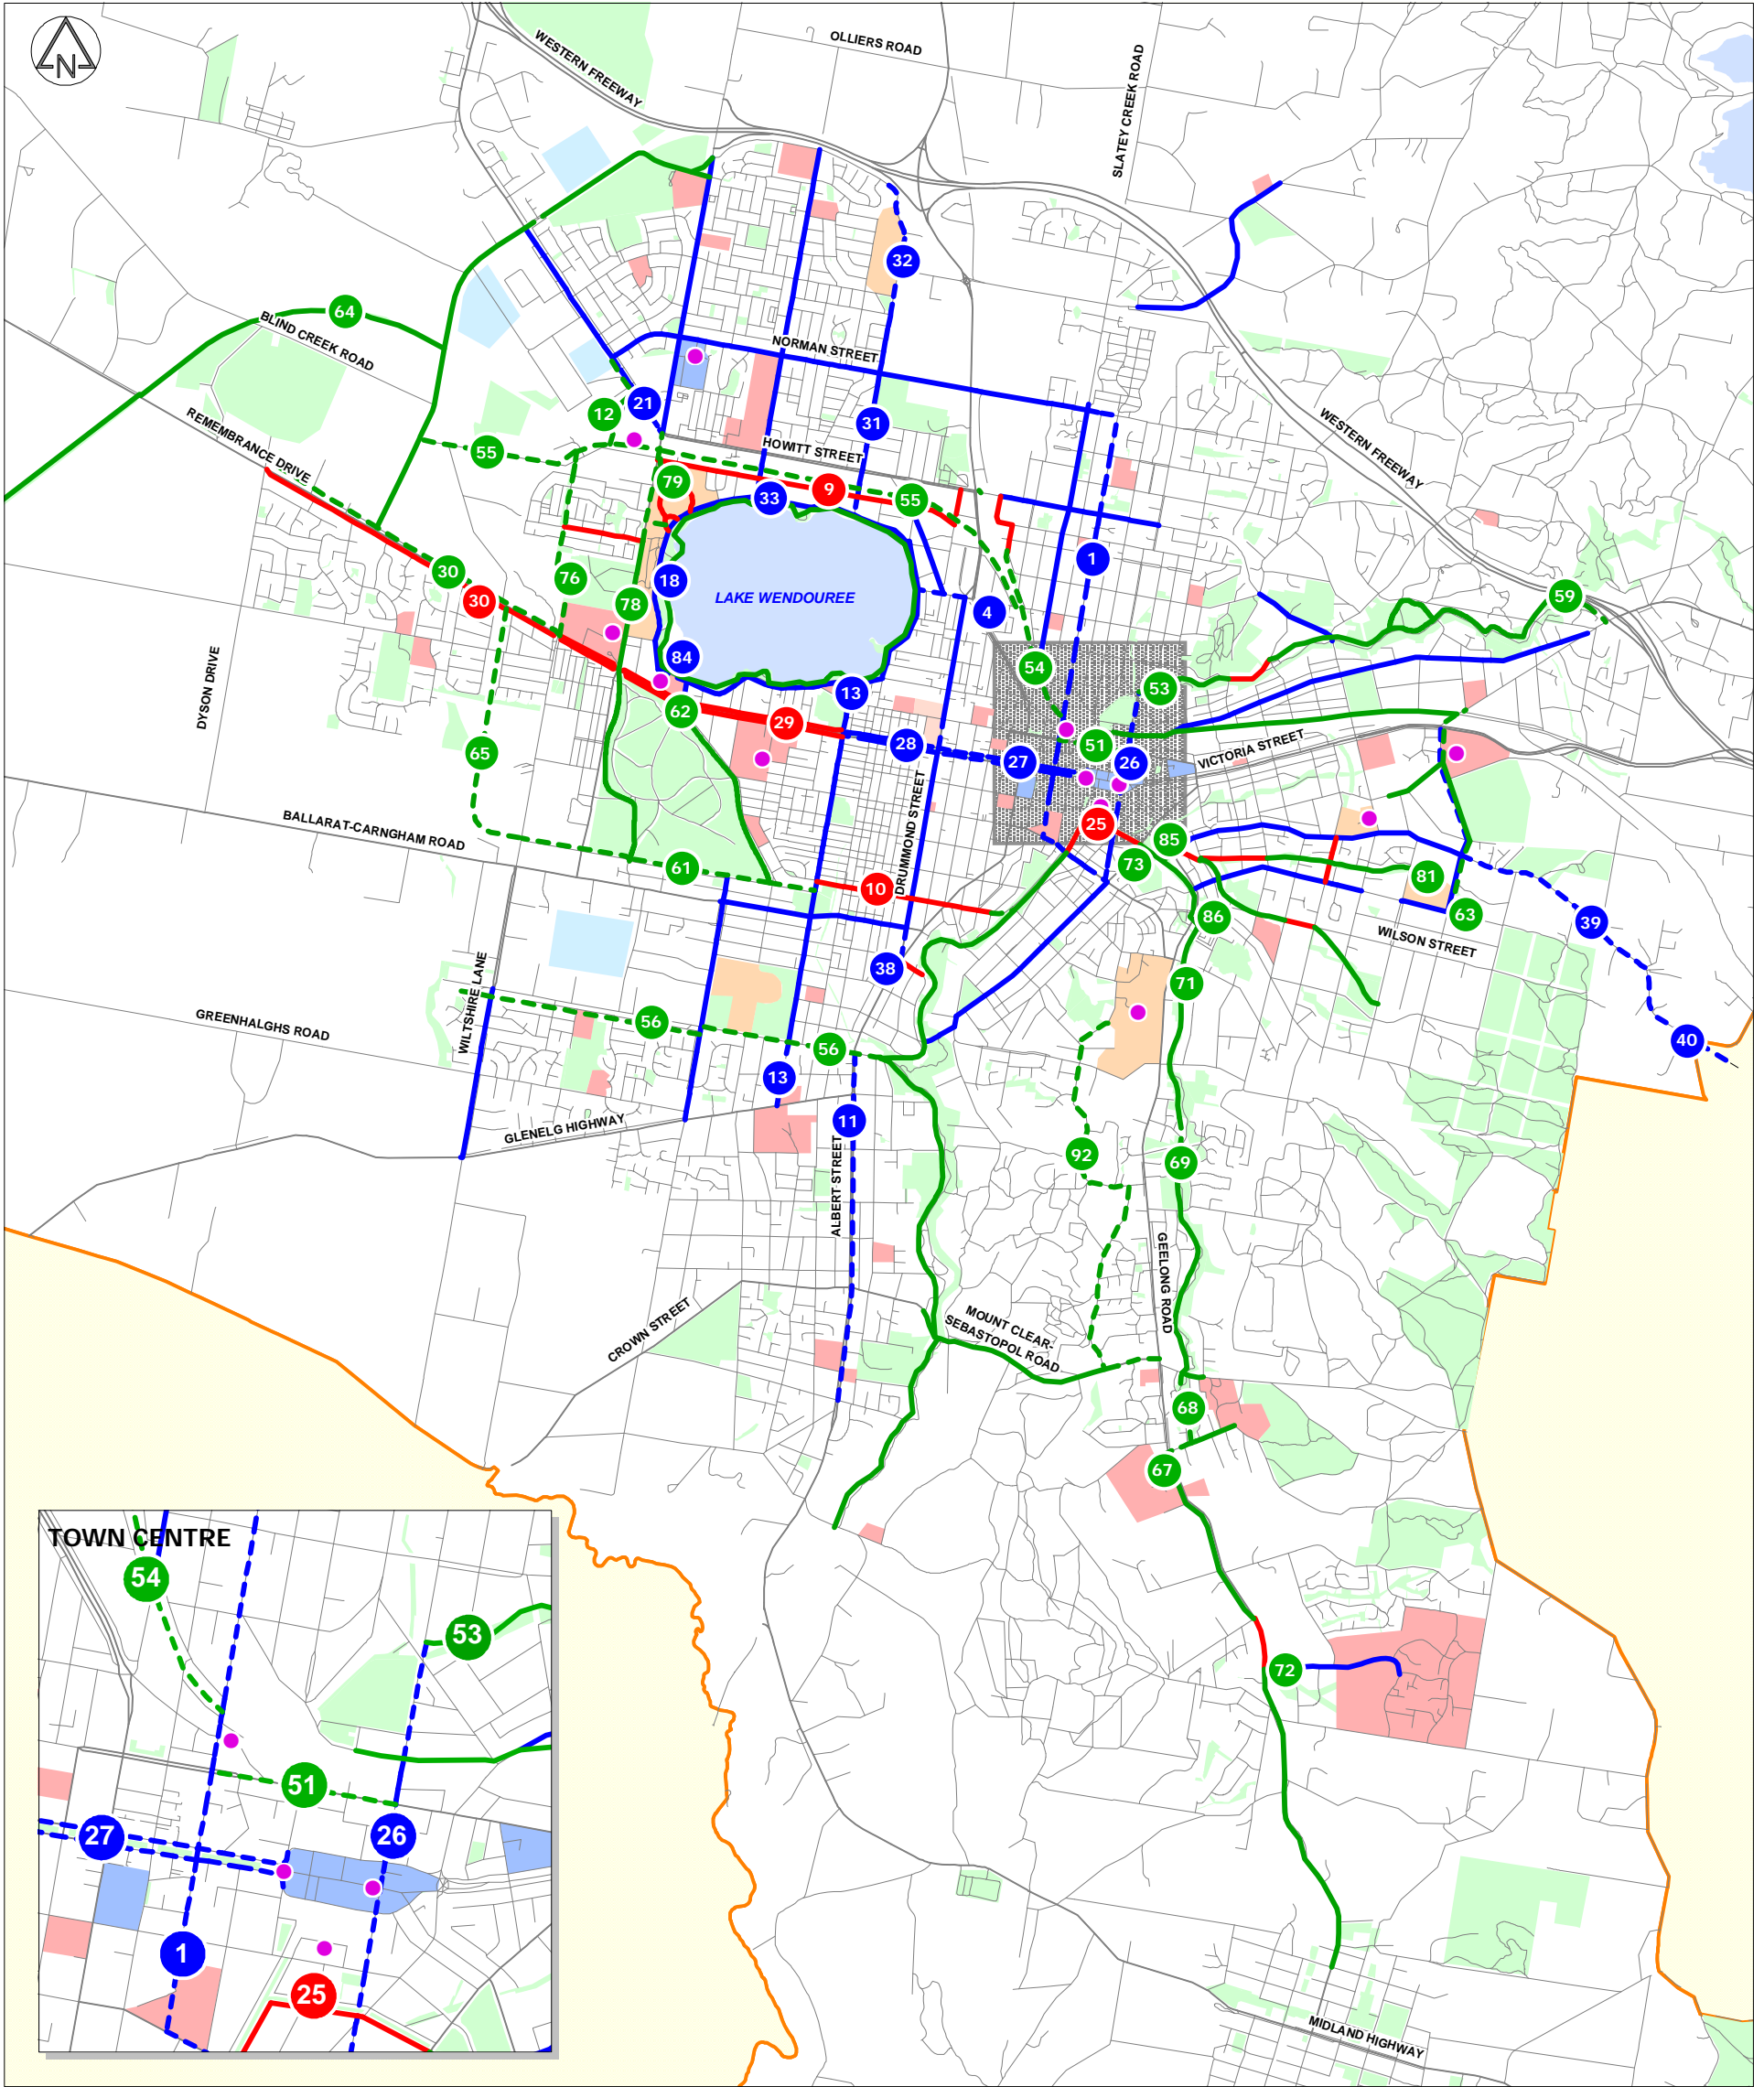 N
WESTERN FREEWAY
OLLIERS ROAD
SLATEY CREEK ROAD
32
64
BLIND CREEK ROAD
NORMAN STREET
21
12
31
REMEMBRANCE DRIVE
HOWITT STREET
WESTERN FREEWAY
55
79
33
9
55
30
76
18
1
30
78
LAKE WENDOUREE
4
59
84
54
DYSON DRIVE
13
53
62
29
65
28
51
27
26
VICTORIA STREET
DRUMMOND STREET
BALLARAT-CARNGHAM ROAD
25
85
61
73
10
81
86
63
39
WILSON STREET
38
71
WILTSHIRE LANE
GREENHALGHS ROAD
56
56
40
13
GLENELG HIGHWAY
11
92
69
ALBERT STREET
GEELONG ROAD
CROWN STREET
MOUNT CLEAR-
SEBASTOPOL ROAD
68
67
TOWN CENTRE
54
53
72
51
27
26
1
25
MIDLAND HIGHWAY